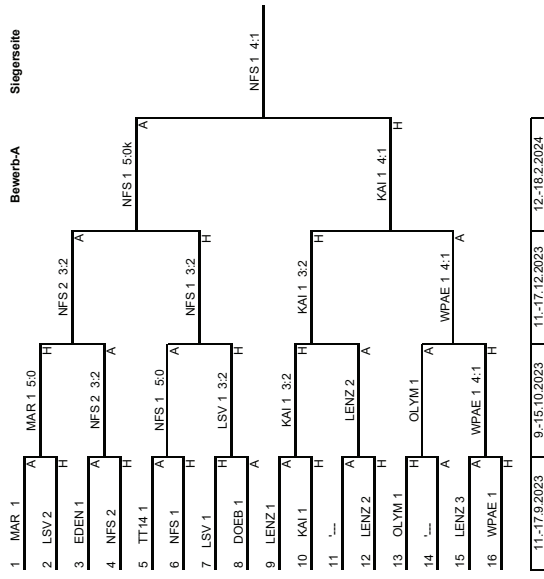 Bewerb-A Siegerseite
1 MAR 1
A
MAR 1 5:0
2 LSV 2
H
H
NFS 2 3:2
3 EDEN 1
A
NFS 2 3:2
A
4 NFS 2
H
A
NFS 1 5:0k
5 TT14 1
A
NFS 1 5:0
6 NFS 1
H
A
NFS 1 3:2
H
7 LSV 1
H
LSV 1 3:2
H
8 DOEB 1
A
A
NFS 1 4:1
9 LENZ 1
A
KAI 1 3:2
10 KAI 1
H
H
KAI 1 3:2
H
11 '---
A
LENZ 2
A
12 LENZ 2
H
KAI 1 4:1
H
13 OLYM 1
H
OLYM 1
14 '---
A
A
WPAE 1 4:1
A
15 LENZ 3
A
WPAE 1 4:1
H
16 WPAE 1
H
11.-17.9.2023 9.-15.10.2023 11.-17.12.2023 12.-18.2.2024